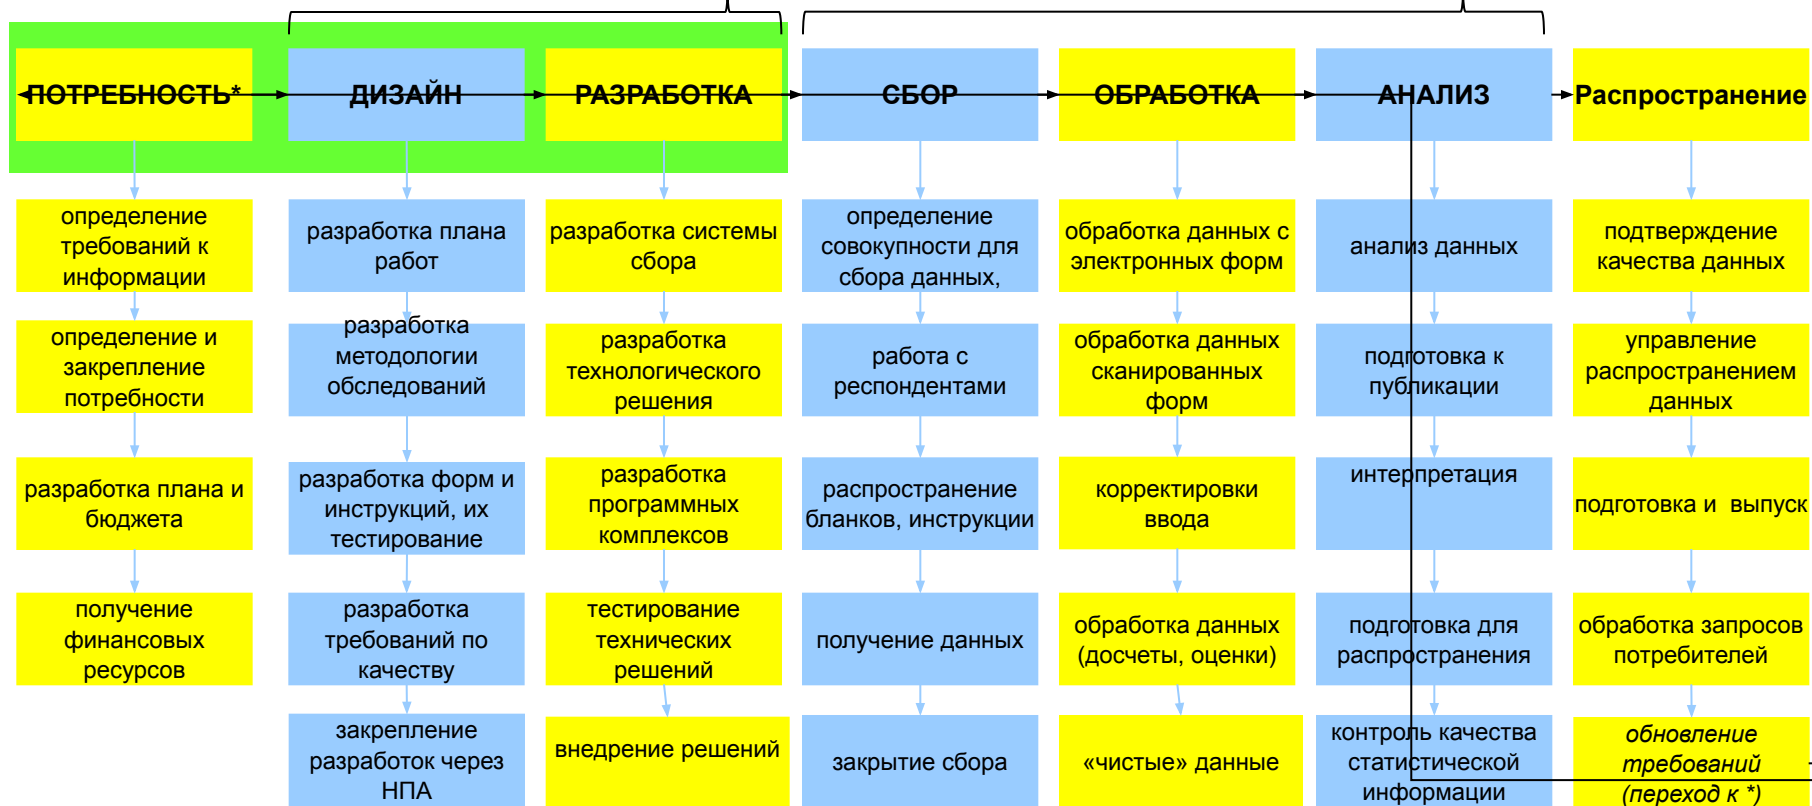 ПОТРЕБНОСТЬ*
ДИЗАЙН
РАЗРАБОТКА
СБОР
ОБРАБОТКА
АНАЛИЗ
Распространение
определение
требований к
информации
определение и
закрепление
потребности
разработка плана и
бюджета
получение
финансовых
ресурсов
разработка плана
работ
разработка
методологии
обследований
разработка форм и
инструкций, их
тестирование
разработка
требований по
качеству
закрепление
разработок через
НПА
разработка системы
сбора
разработка
технологического
решения
разработка
программных
комплексов
тестирование
технических
решений
внедрение решений
определение
совокупности для
сбора данных,
работа с
респондентами
распространение
бланков, инструкции
получение данных
закрытие сбора
обработка данных с
электронных форм
обработка данных
сканированных
форм
корректировки
ввода
обработка данных
(досчеты, оценки)
«чистые» данные
анализ данных
подготовка к
публикации
интерпретация
подготовка для
распространения
контроль качества
статистической
информации
подтверждение
качества данных
управление
распространением
данных
подготовка и выпуск
обработка запросов
потребителей
обновление
требований
(переход к *)